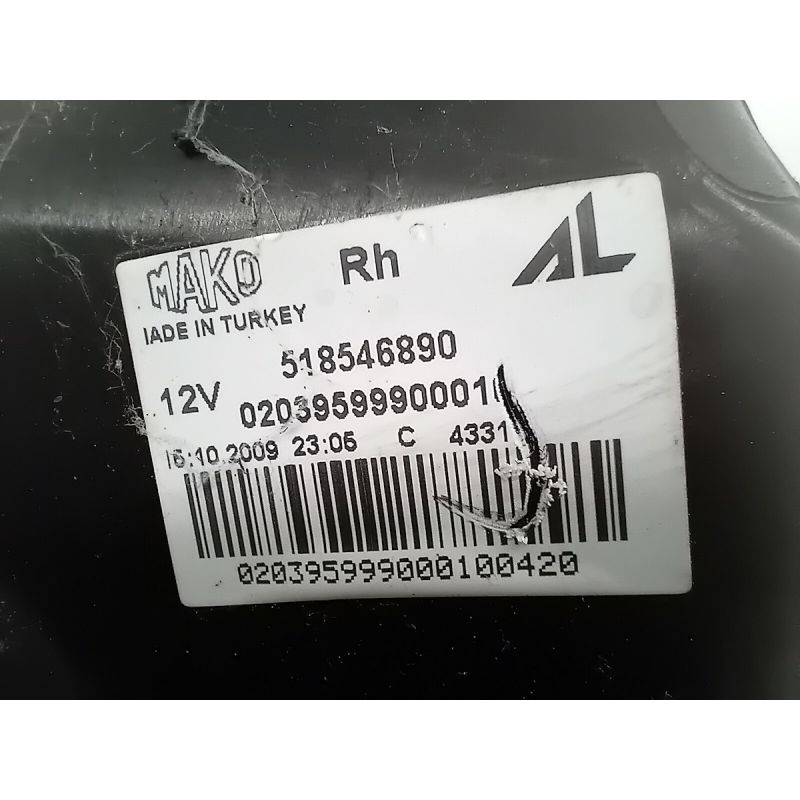 MAKO Rh AL
IADE IN TURKEY
518546890
12V 0203959990001
16.10.2009 23:05 C 4331
020395999000100420